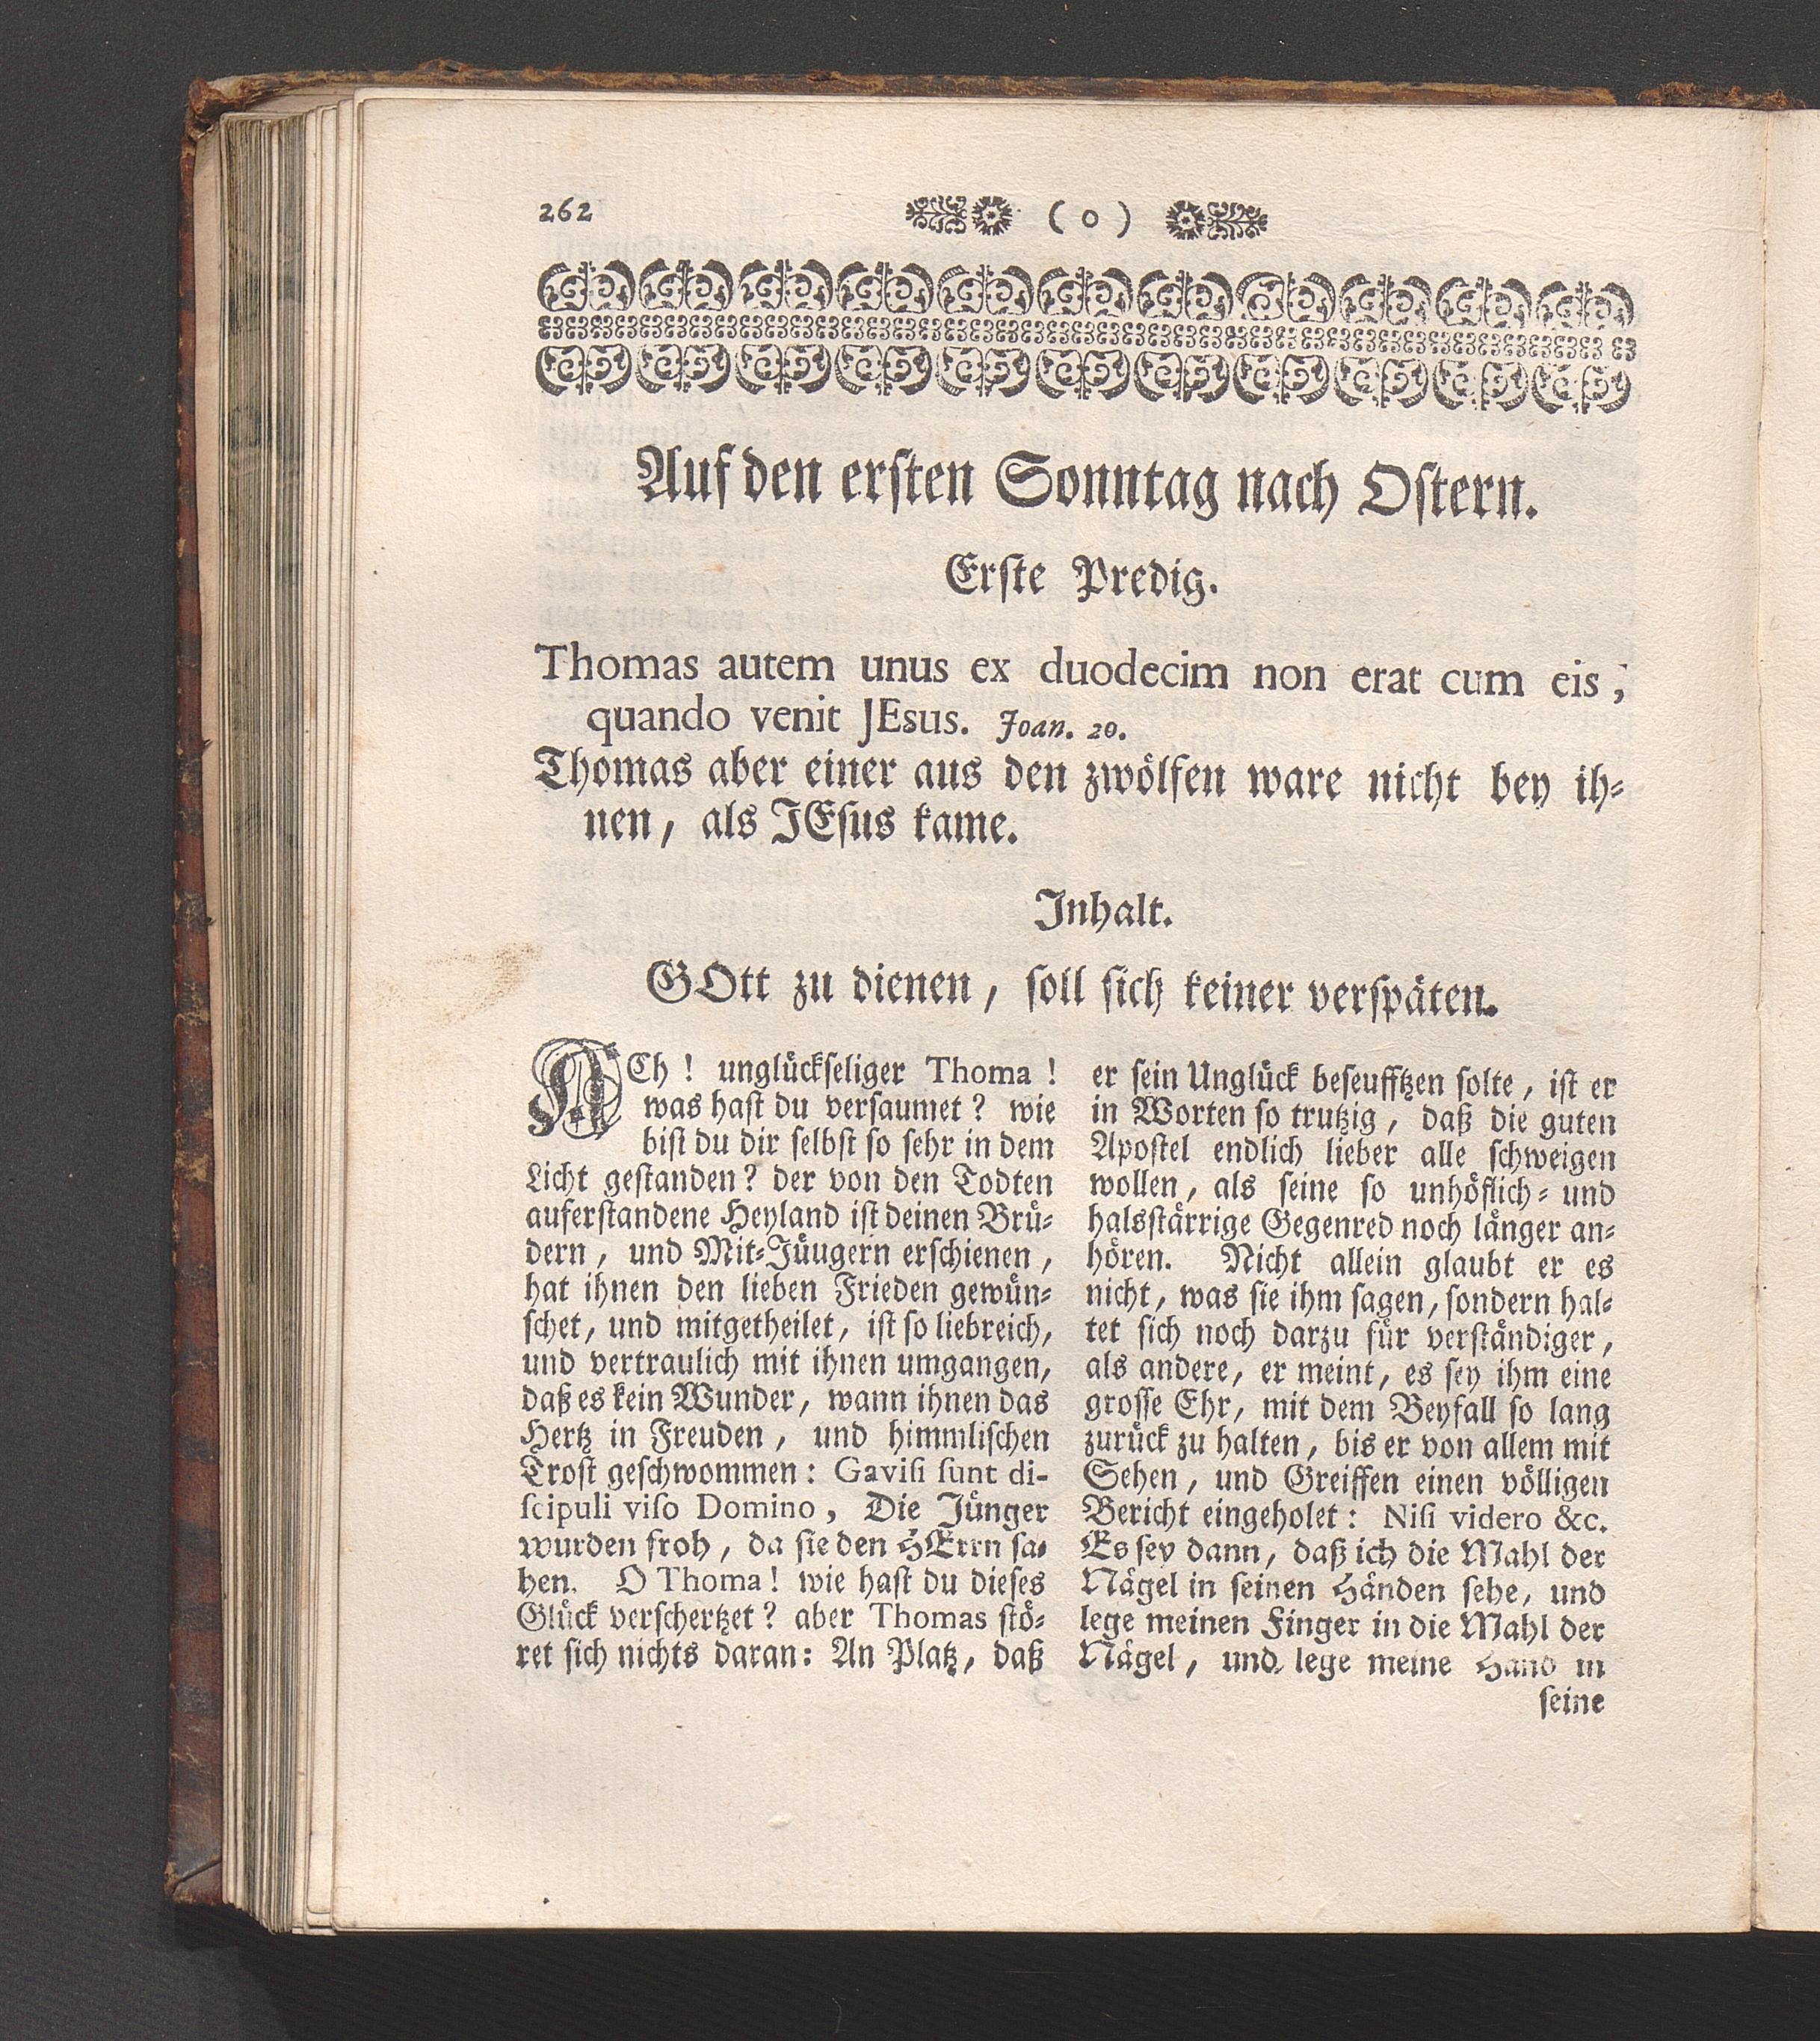 262
( o )
Auf den ersten Sonntag nach Ostern.
Erste Predig.
Thomas autem unus ex duodecim non erat cum eis,
quando venit JEsus. Joan. 20.
Thomas aber einer aus den zwölfen ware nicht bey ih-
nen, als JEsus kame.
Inhalt.
GOtt zu dienen, soll sich keiner verspäten.
ACh! unglückseliger Thoma!
was hast du versaumet? wie
bist du dir selbst so sehr in dem
Licht gestanden? der von den Todten
auferstandene Heyland ist deinen Brü-
dern, und Mit-Jüugern erschienen,
hat ihnen den lieben Frieden gewün-
schet, und mitgetheilet, ist so liebreich,
und vertraulich mit ihnen umgangen,
daß es kein Wunder, wann ihnen das
Hertz in Freuden, und himmlischen
Trost geschwommen: Gavisi sunt di-
scipuli viso Domino, Die Jünger
wurden froh, da sie den HErrn sa-
hen. O Thoma! wie hast du dieses
Glück verschertzet? aber Thomas stö-
ret sich nichts daran: An Platz, daß
er sein Unglück beseufftzen solte, ist er
in Worten so trutzig, daß die guten
Apostel endlich lieber alle schweigen
wollen, als seine so unhöflich- und
halsstärrige Gegenred noch länger an-
hören. Nicht allein glaubt er es
nicht, was sie ihm sagen, sondern hal-
tet sich noch darzu für verständiger,
als andere, er meint, es sey ihm eine
grosse Ehr, mit dem Beyfall so lang
zurück zu halten, bis er von allem mit
Sehen, und Greiffen einen völligen
Bericht eingeholet: Nisi videro &c.
Es sey dann, daß ich die Mahl der
Nägel in seinen Händen sehe, und
lege meinen Finger in die Mahl der
Nägel, und lege meine Hand in
seine